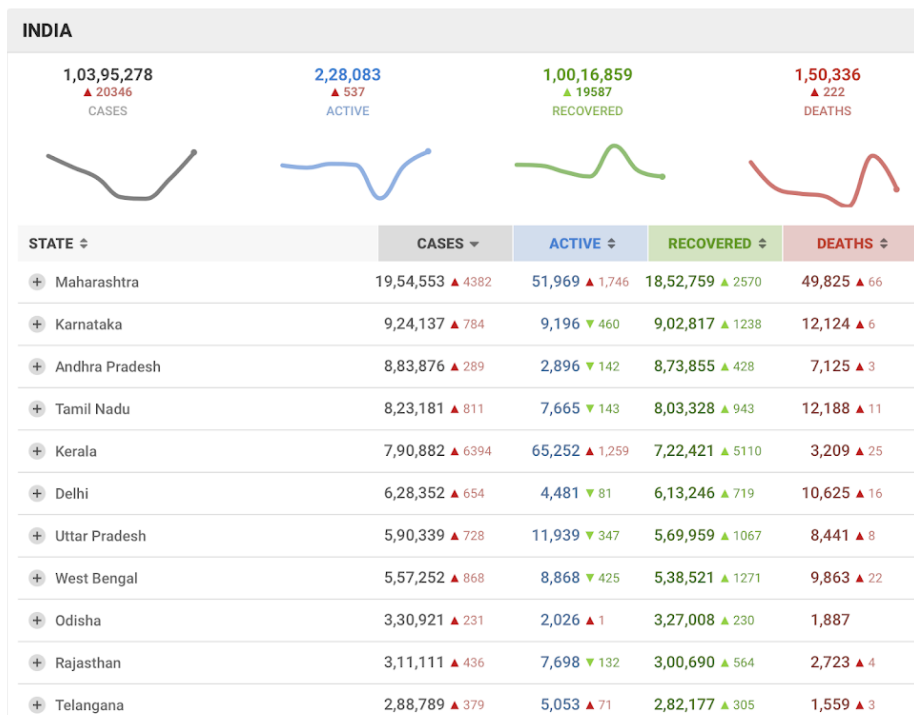 INDIA
1,03,95,278 2,28,083 1,00,16,859 1,50,336
▲ 20346 ▲ 537 ▲ 19587 ▲ 222
CASES ACTIVE RECOVERED DEATHS
STATE CASES ACTIVE RECOVERED DEATHS
Maharashtra 19,54,553 ▲ 4382 51,969 ▲ 1,746 18,52,759 ▲ 2570 49,825 ▲ 66
Karnataka 9,24,137 ▲ 784 9,196 ▼ 460 9,02,817 ▲ 1238 12,124 ▲ 6
Andhra Pradesh 8,83,876 ▲ 289 2,896 ▼ 142 8,73,855 ▲ 428 7,125 ▲ 3
Tamil Nadu 8,23,181 ▲ 811 7,665 ▼ 143 8,03,328 ▲ 943 12,188 ▲ 11
Kerala 7,90,882 ▲ 6394 65,252 ▲ 1,259 7,22,421 ▲ 5110 3,209 ▲ 25
Delhi 6,28,352 ▲ 654 4,481 ▼ 81 6,13,246 ▲ 719 10,625 ▲ 16
Uttar Pradesh 5,90,339 ▲ 728 11,939 ▼ 347 5,69,959 ▲ 1067 8,441 ▲ 8
West Bengal 5,57,252 ▲ 868 8,868 ▼ 425 5,38,521 ▲ 1271 9,863 ▲ 22
Odisha 3,30,921 ▲ 231 2,026 ▲ 1 3,27,008 ▲ 230 1,887
Rajasthan 3,11,111 ▲ 436 7,698 ▼ 132 3,00,690 ▲ 564 2,723 ▲ 4
Telangana 2,88,789 ▲ 379 5,053 ▲ 71 2,82,177 ▲ 305 1,559 ▲ 3